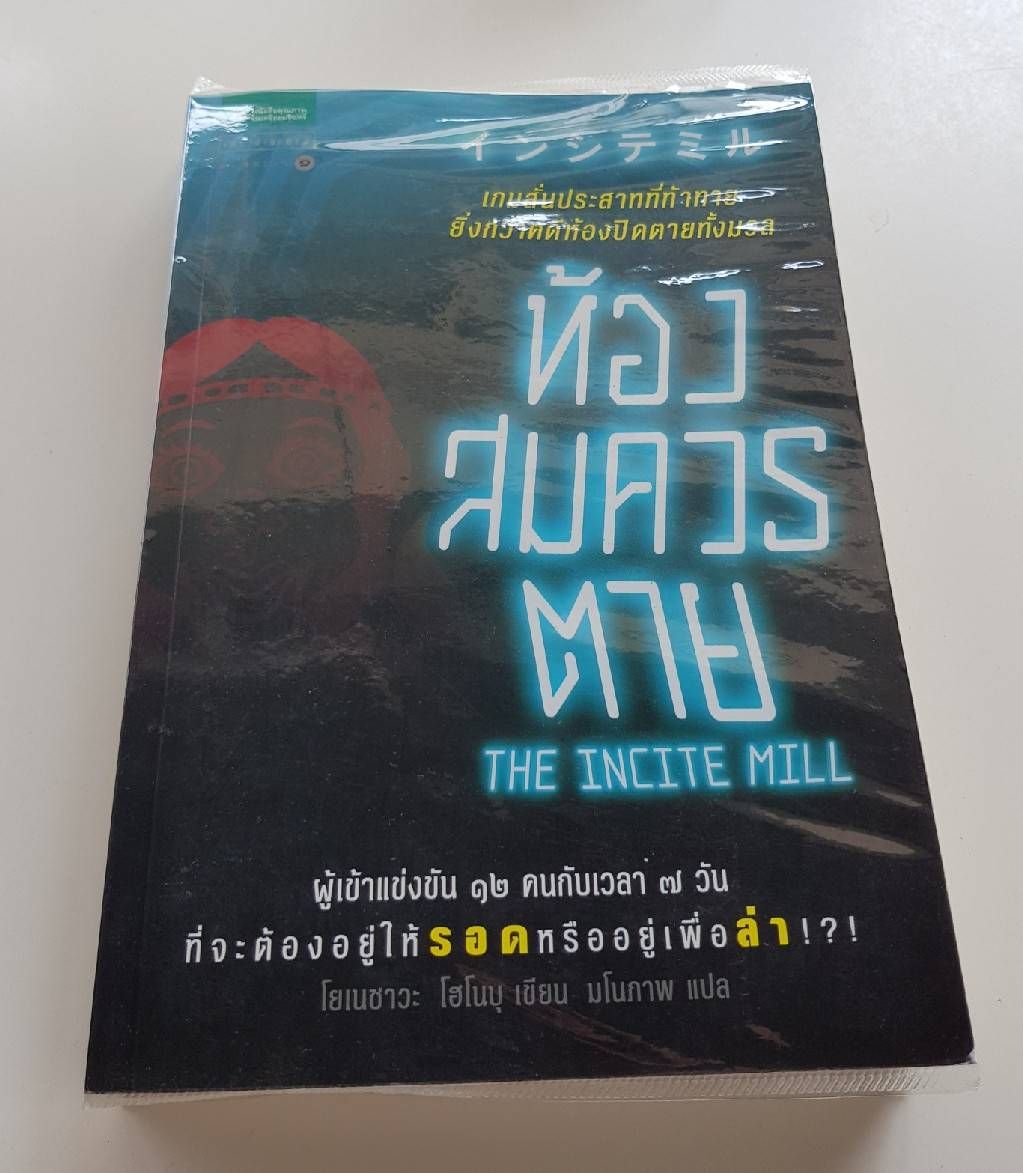 インシテミル
เกมสั่นประสาทที่ท้าทาย
ยิ่งกว่าคดีห้องปิดตายทั้งมวล
ห้อง
สมควร
ตาย
THE INCITE MILL
ผู้เข้าแข่งขัน ๑๒ คนกับเวลา ๗ วัน
ที่จะต้องอยู่ให้รอดหรืออยู่เพื่อล่า!?!
โยเนซาวะ โฮโนบุ เขียน มโนภาพ แปล